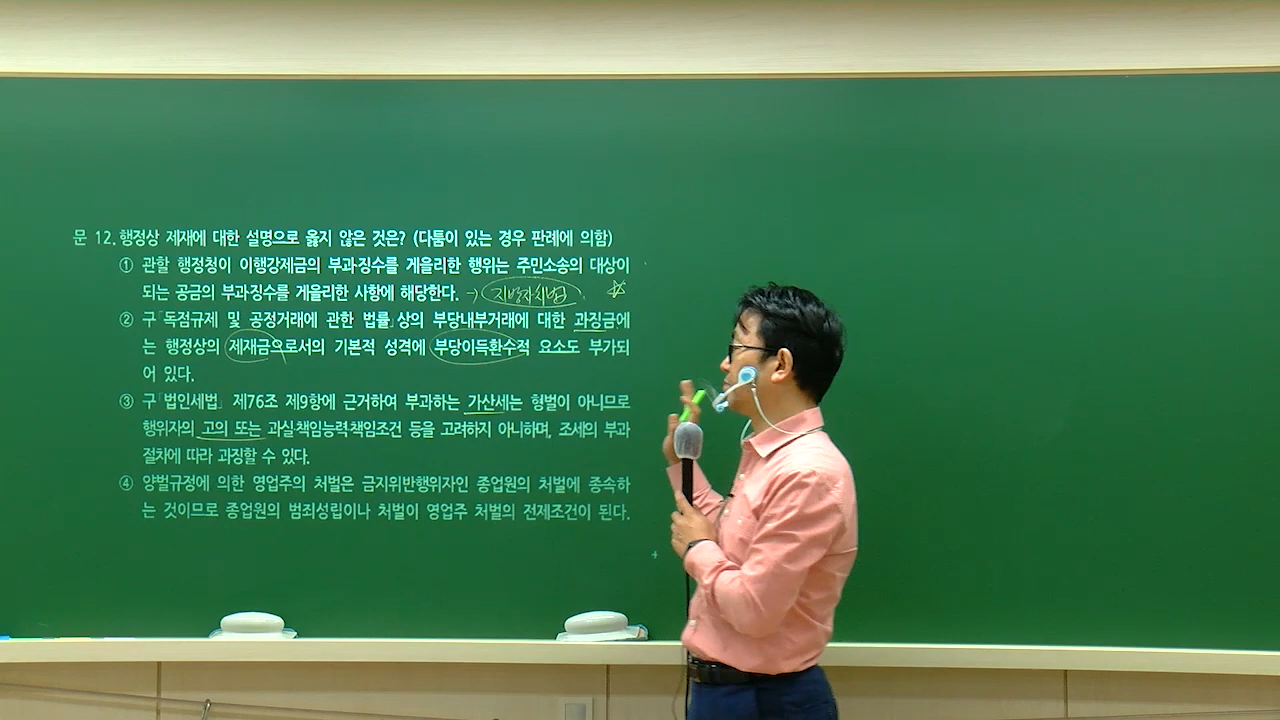 문 12. 행정상 제재에 대한 설명으로 옳지 않은 것은? (다툼이 있는 경우 판례에 의함)
① 관할 행정청이 이행강제금의 부과징수를 게을리한 행위는 주민소송의 대상이
되는 공금의 부과징수를 게을리한 사항에 해당한다. → 지방자치법 ☆
② 구「독점규제 및 공정거래에 관한 법률」상의 부당내부거래에 대한 과징금에
는 행정상의 제재금으로서의 기본적 성격에 부당이득환수적 요소도 부가되
어 있다.
③ 구「법인세법」 제76조 제9항에 근거하여 부과하는 가산세는 형벌이 아니므로
행위자의 고의 또는 과실·책임능력·책임조건 등을 고려하지 아니하며, 조세의 부과
절차에 따라 과징할 수 있다.
④ 양벌규정에 의한 영업주의 처벌은 금지위반행위자인 종업원의 처벌에 종속하
는 것이므로 종업원의 범죄성립이나 처벌이 영업주 처벌의 전제조건이 된다.